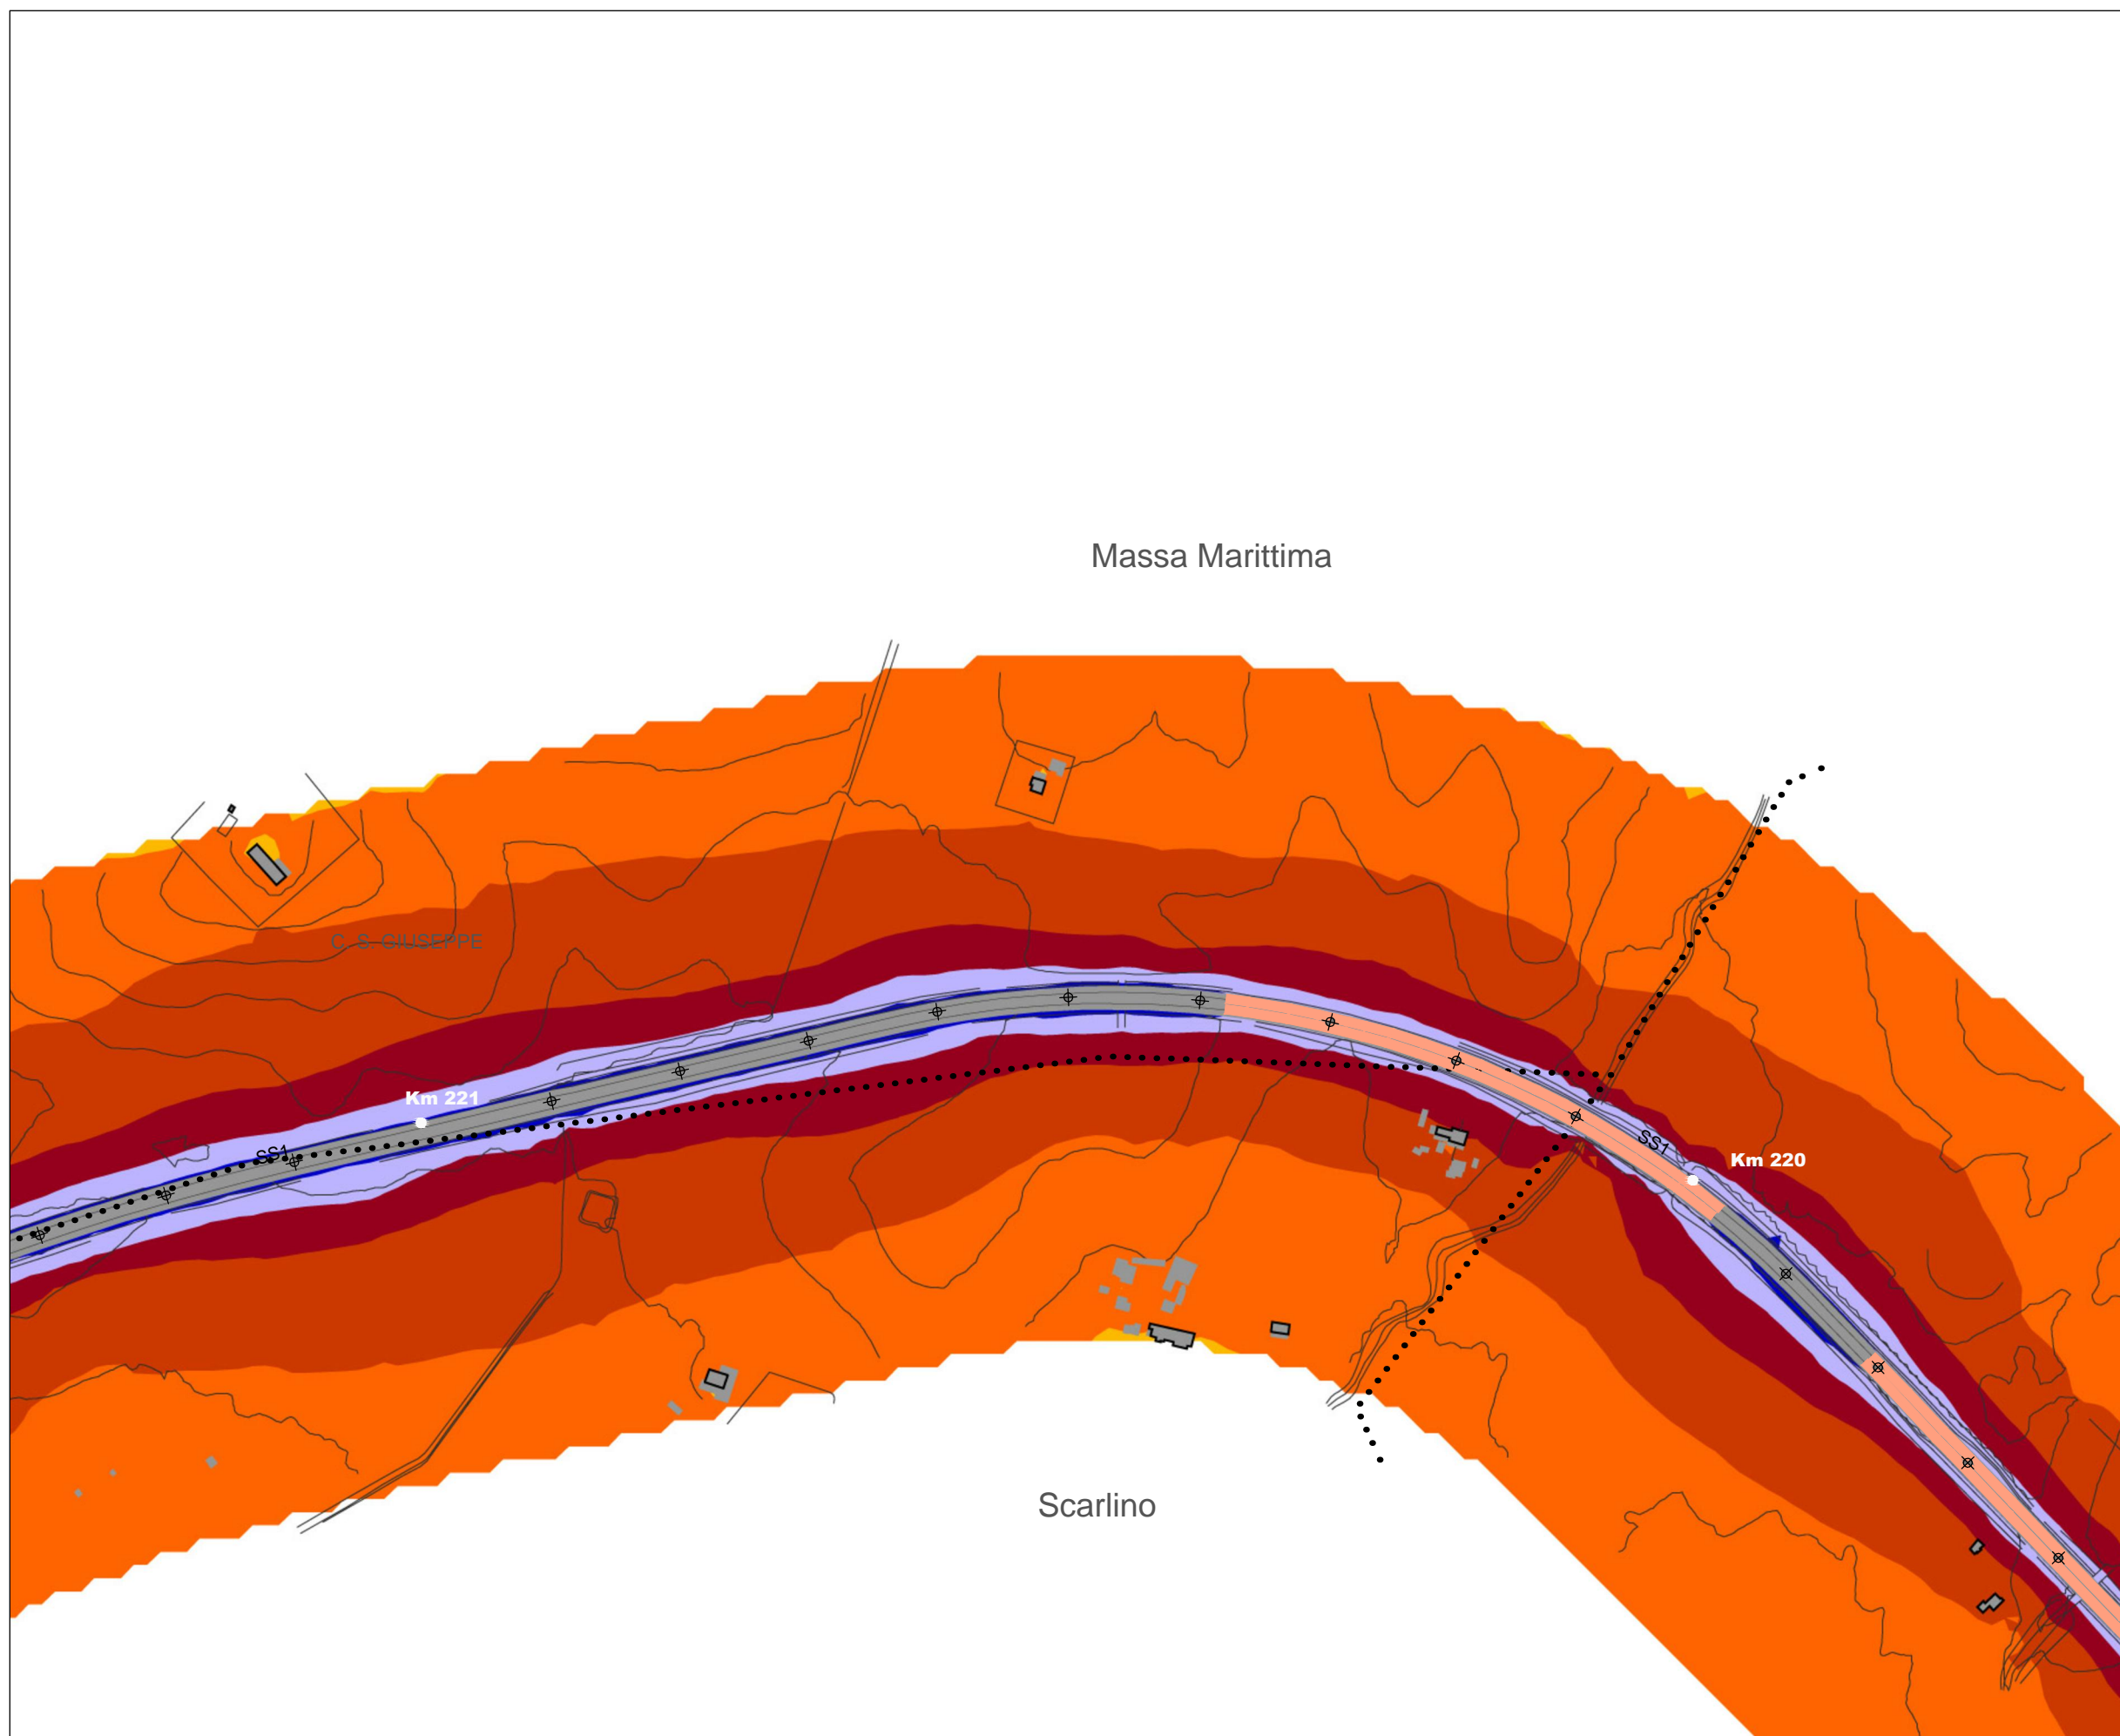 Massa Marittima
C. S. GIUSEPPE
Km 221
SS1
SS1
Km 220
Scarlino